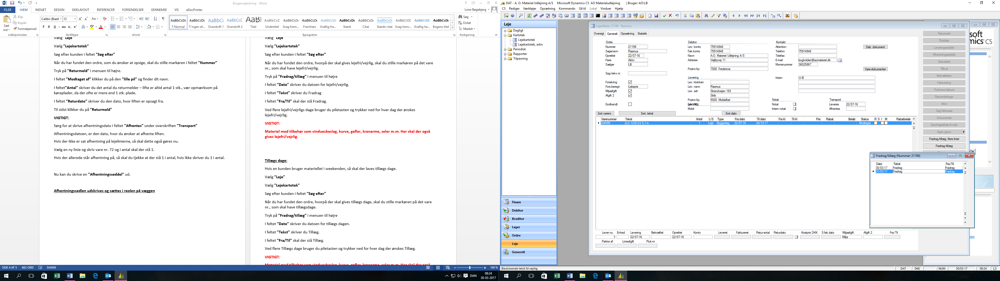 Brugervejledning - Word
FILER HJEM INDSÆT DESIGN SIDELAYOUT REFERENCER FORSENDELSER GENNEMSE VIS eDocPrinter
Lone Bøgebjerg
Sæt ind
Klip
Kopiér
Formatpensel
Udklipsholder
Calibri (Brød 12
F K U abc x₂ x²
Skrifttype
Afsnit
AaBbCcDc AaBbCcDc AaBbCc AaBbCcE AaBl AaBbCcD AaBbCcDc AaBbCcDc AaBbCcDc AaBbCcDc AaBbCcDc AaBbCcDc AABBCCDC AABBCCDC AaBbCcDc
¶ Normal ¶ Ingen af... Overskrift 1 Overskrift 2 Titel Undertitel Svag frem... Fremhæv Kraftig fre... Stærk Citat Stærkt citat Svag henv... Kraftig he... Bogens titel
Typografier
Søg
Erstat
Markér
Redigering
Vælg "Leje"
Vælg ”Lejekartotek”
Søg efter kunden i feltet ”Søg efter”
Når du har fundet den ordre, som du ønsker at opsige, skal du stille markøren i feltet ”Nummer”
Tryk på ”Returmeld” i menuen til højre.
I feltet ”Modtaget af” klikker du på den ”lille pil” og finder dit navn.
I feltet”Antal” skriver du det antal du returmelder – lifte er altid antal 1 stk., vær opmærksom på
køreplader, da der ofte er mere end 1 stk. plade.
I feltet ”Returdato” skriver du den dato, hvor liften er opsagt fra.
Til sidst klikker du på ”Returmeld”
VIGTIGT:
Sørg for at skrive afhentningsdato i feltet ”Afhentes” under overskriften ”Transport”
Afhentningsdatoen, er den dato, hvor du ønsker at afhente liften.
Hvis der ikke er sat afhentning på lejelinierne, så skal dette også gøres nu.
Vælg en ny linie og skriv vare nr. 72 og i antal skal der stå 1.
Hvis der allerede står afhentning på, så skal du tjekke at der stå 1 i antal, hvis ikke skriver du 1 i antal.
Nu kan du skrive en ”Afhentningsseddel” ud.
Afhentningssedlen udskrives og sættes i reolen på væggen
Vælg "Leje"
Vælg ”Lejekartotek”
Søg efter kunden i feltet ”Søg efter”
Når du har fundet den ordre, hvorpå der skal gives lejefri/vejrlig, skal du stille markøren på det vare
nr., som skal have lejefri/vejrlig.
Tryk på ”Fradrag/tillæg” i menuen til højre
I feltet ”Dato” skriver du datoen for lejefri/vejrlig.
I feltet ”Tekst” skriver du Fradrag
I feltet ”Fra/Til” skal der stå Fradrag.
Ved flere lejefri/vejrligs dage bruger du piletasten og trykker ned for hver dag der ønskes
lejefri/vejrlig.
VIGTIGT:
Materiel med tilbehør som vinduesbeslag, kurve, gafler, kranarme, seler m.m. Her skal der også
gives lejefri/vejrlig.
Tillægs dage:
Hvis en kunden bruger materiellet i weekenden, så skal der laves tillægs dage.
Vælg ”Leje”
Vælg ”Lejekartotek”
Søg efter kunden i feltet ”Søg efter”
Når du har fundet den ordre, hvorpå der skal gives tillægs dage, skal du stille markøren på det vare
nr., som skal have tillægsdage.
Tryk på ”Fradrag/tillæg” i menuen til højre
I feltet ”Dato” skriver du datoen for tillægs dagen.
I feltet ”Tekst” skriver du Tillæg.
I feltet ”Fra/Til” skal der stå Tillæg.
Ved flere Tillægs dage bruger du piletasten og trykker ned for hver dag der ønskes Tillæg.
VIGTIGT:
Materiel med tilbehør som vinduesbeslag, kurve, gafler, kranarme, seler m.m. Her skal der også
SIDE 4 AF 5 663 ORD DANSK 100 %
DAN 08:24 30-03-2017
DAT - A. O. Materiel Udlejning A/S Microsoft Dynamics C5 AO Materieludlejning | Bruger: AO\LB
C5 Rediger Værktøjer Opsætning Kommando Gå til Lokal Vinduer Hjælp
Leje
Dagligt
Kartotek
Lejekartotek
Lejekartotek, arkiv
Periodisk
Rapporter
Tilpasning
Finans
Debitor
Kreditor
Lager
Ordre
Leje
Generelt
Lejeaftale: 21199 Rasmus
Oversigt Generelt Opsætning Statistik
Ordre
Nummer 21199
Søgenavn Rasmus
Oprettet 22/07-16
Fase Aktiv
Sælger LB
Sag/rekv.nr
Forsikring
Fors.beregn Listepris
Miljøafgift
Afgift 2
Godkendt
Debitor
Lev. konto 75914948
Fak.konto 75914948
Navn A.O. Materiel Udlejning A/S
Adresse Vejlbyvej 11
Postnr/by 7000 Fredericia
Levering
Lev. klokken
Lev. navn Rasmus
Lev. adr Strandvejen 193
Strib
Postnr/by 5500 Middelfart
Mobil
Kontakt
Attention
Telefon 75914948
Telefax
E-mail bogholderi@aomateriel.dk
Momsnummer 36025867
Intern U/B
Notat
Notat
Intern notat
Transport
Leveres 22/07-16
Afhentes
Deb. dokument
Vare-dokumenter
Sort.varenr. Sort. tekst Sort.dato
Varenummer Tekst Antal L/S Type Fra dato Til dato Fra kl Til kl Pris Rabat Beløb Status R S I M Rabatbeløb
204599 JLG 1230 ES 5,7 m 1 Leje Byggedag 22/07-16 24/12-17 Modtaget
Lever nu Enhed Levering Bekræftet Oprettet Konto Leveret Faktureret Retur-antal Returdato Kostpris DKK S.fak.dato Miljøafgift Afgift 2 Fra/Til
1 22/07-16 22/07-16 Miljø
Pakke af Linieafgift Pluk-nr
Returmeld
Plukliste
Leveringsseddel
Afhentningsseddel
Statusliste
Tilbud
Bekræftelse
Fakturering
Proforma faktura
Returmeldinger
Arkiv
Søg fakturaer
Dokumenter
Send lejeaftale til web
Egen menu
Fradrag/tillæg, flere linier
Fradrag/tillæg
Fradrag/tillæg (Nummer: 21199)
Dato Tekst Fra/Til
30/03-17 Fradrag Fradrag
31/03-17 Fradrag Fradrag
soft
mics C5
OK
sen
Beskrivende tekst til vejrlig
DAT DKK NUM 30/03-17 08:24